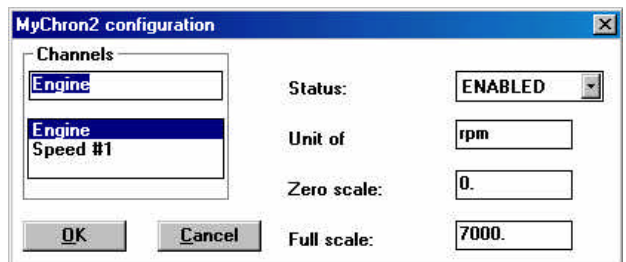 MyChron2 configuration
Channels
Engine
Engine
Speed #1
OK
Cancel
Status:
ENABLED
Unit of
rpm
Zero scale:
0.
Full scale:
7000.